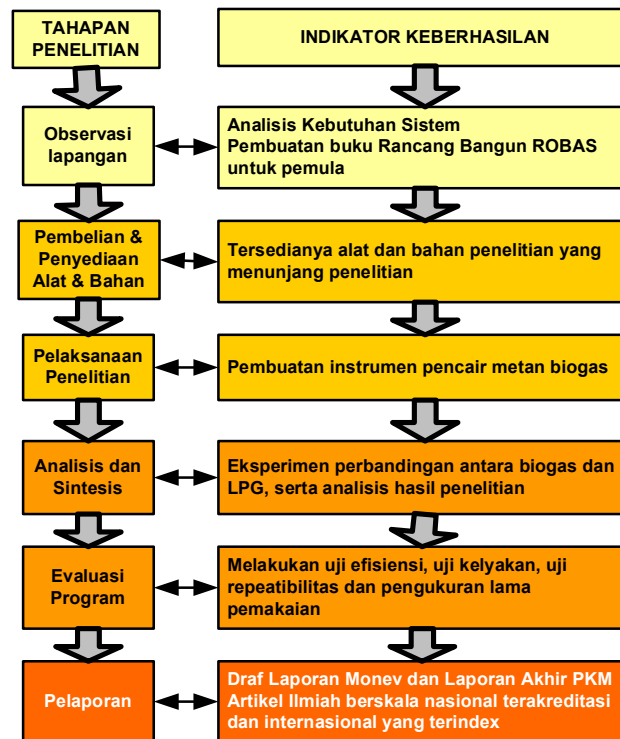 TAHAPAN
PENELITIAN
INDIKATOR KEBERHASILAN
Observasi
lapangan
Analisis Kebutuhan Sistem
Pembuatan buku Rancang Bangun ROBAS
untuk pemula
Pembelian &
Penyediaan
Alat & Bahan
Tersedianya alat dan bahan penelitian yang
menunjang penelitian
Pelaksanaan
Penelitian
Pembuatan instrumen pencair metan biogas
Analisis dan
Sintesis
Eksperimen perbandingan antara biogas dan
LPG, serta analisis hasil penelitian
Evaluasi
Program
Melakukan uji efisiensi, uji kelyakan, uji
repeatibilitas dan pengukuran lama
pemakaian
Pelaporan
Draf Laporan Monev dan Laporan Akhir PKM
Artikel Ilmiah berskala nasional terakreditasi
dan internasional yang terindex